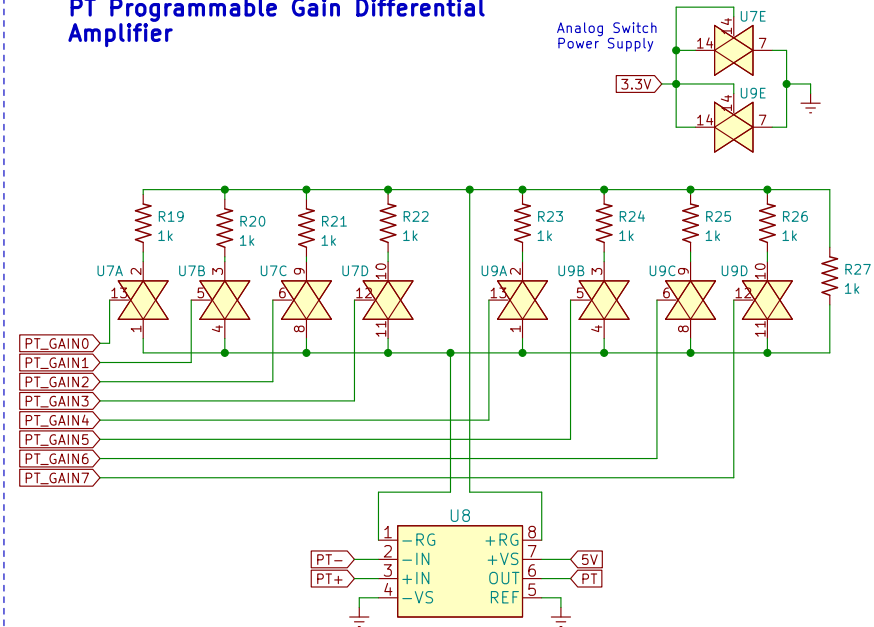 PT Programmable Gain Differential
Amplifier
Analog Switch
Power Supply
U7E
14
14
7
3.3V
U9E
14
14
7
R19
1k
R20
1k
R21
1k
R22
1k
R23
1k
R24
1k
R25
1k
R26
1k
R27
1k
U7A
2
13
1
U7B
3
5
4
U7C
9
6
8
U7D
10
12
11
U9A
2
13
1
U9B
3
5
4
U9C
9
6
8
U9D
10
12
11
PT_GAIN0
PT_GAIN1
PT_GAIN2
PT_GAIN3
PT_GAIN4
PT_GAIN5
PT_GAIN6
PT_GAIN7
U8
1 -RG +RG 8
PT- 2 -IN +VS 7 5V
PT+ 3 +IN OUT 6 PT
4 -VS REF 5